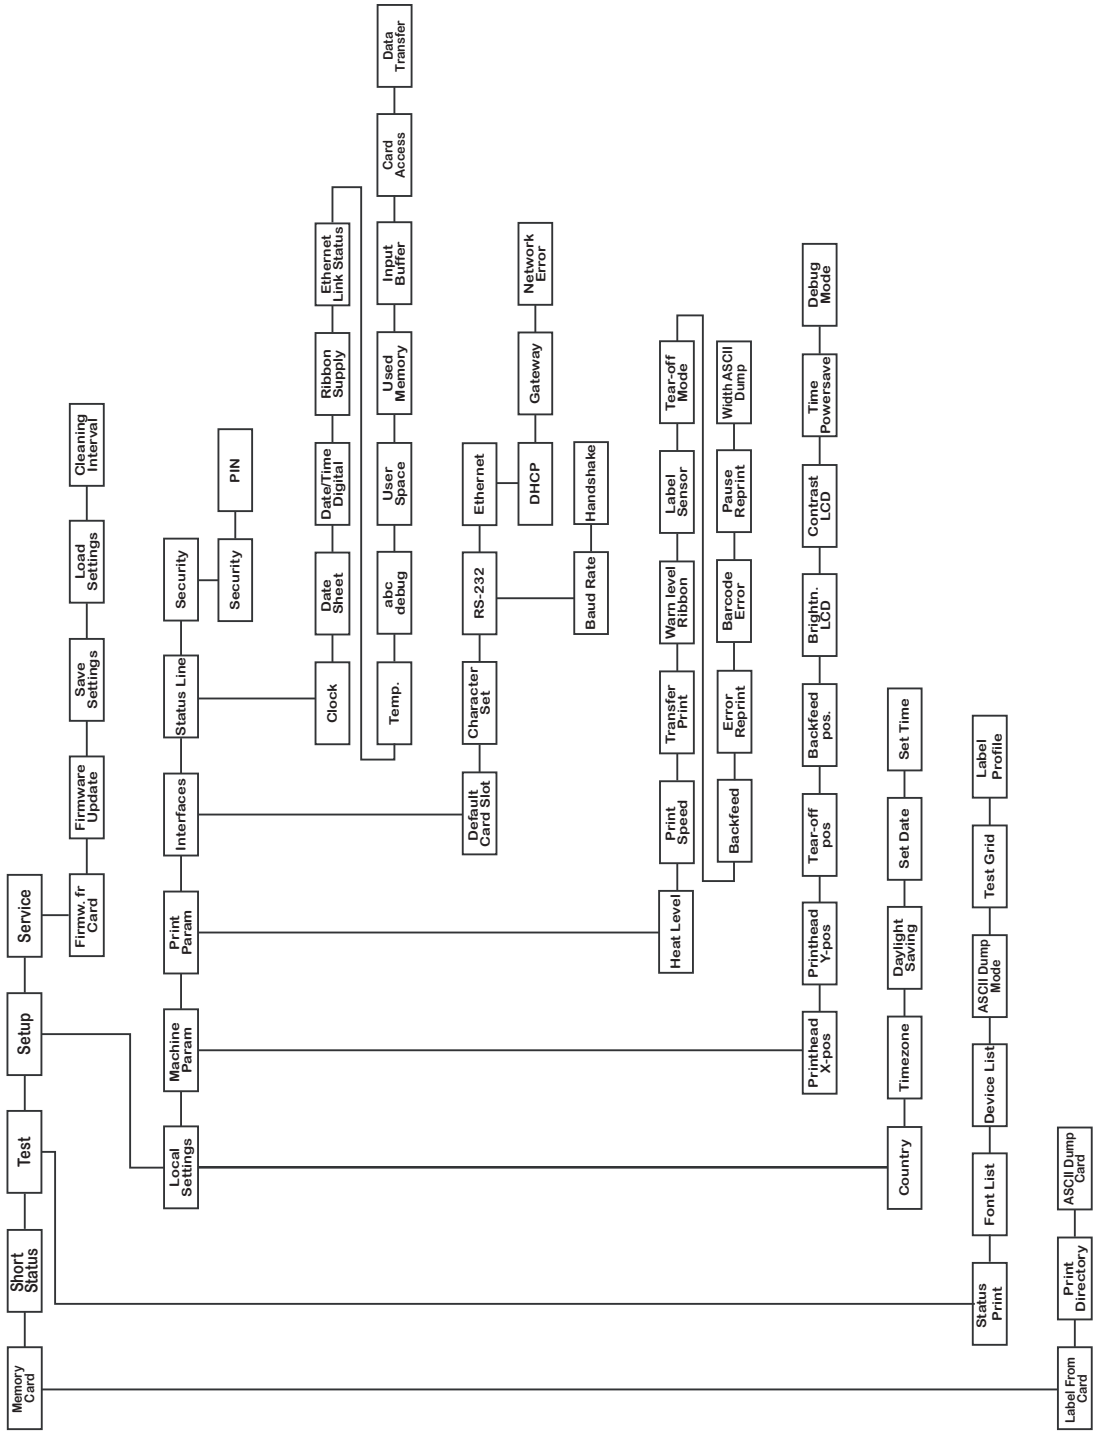 Memory
Card
Short
Status
Test
Setup
Service
Firmw. fr
Card
Firmware
Update
Save
Settings
Load
Settings
Cleaning
Interval
Local
Settings
Machine
Param
Print
Param
Interfaces
Status Line
Security
Security
PIN
Clock
Date
Sheet
Date/Time
Digital
Ribbon
Supply
Ethernet
Link Status
Temp.
abc
debug
User
Space
Used
Memory
Input
Buffer
Card
Access
Data
Transfer
Default
Card Slot
Character
Set
RS-232
Ethernet
DHCP
Gateway
Network
Error
Baud Rate
Handshake
Heat Level
Print
Speed
Transfer
Print
Warn level
Ribbon
Label
Sensor
Tear-off
Mode
Backfeed
Error
Reprint
Barcode
Error
Pause
Reprint
Width ASCII
Dump
Printhead
X-pos
Printhead
Y-pos
Tear-off
pos
Backfeed
pos.
Brightn.
LCD
Contrast
LCD
Time
Powersave
Debug
Mode
Country
Timezone
Daylight
Saving
Set Date
Set Time
Status
Print
Font List
Device List
ASCII Dump
Mode
Test Grid
Label
Profile
Label From
Card
Print
Directory
ASCII Dump
Card